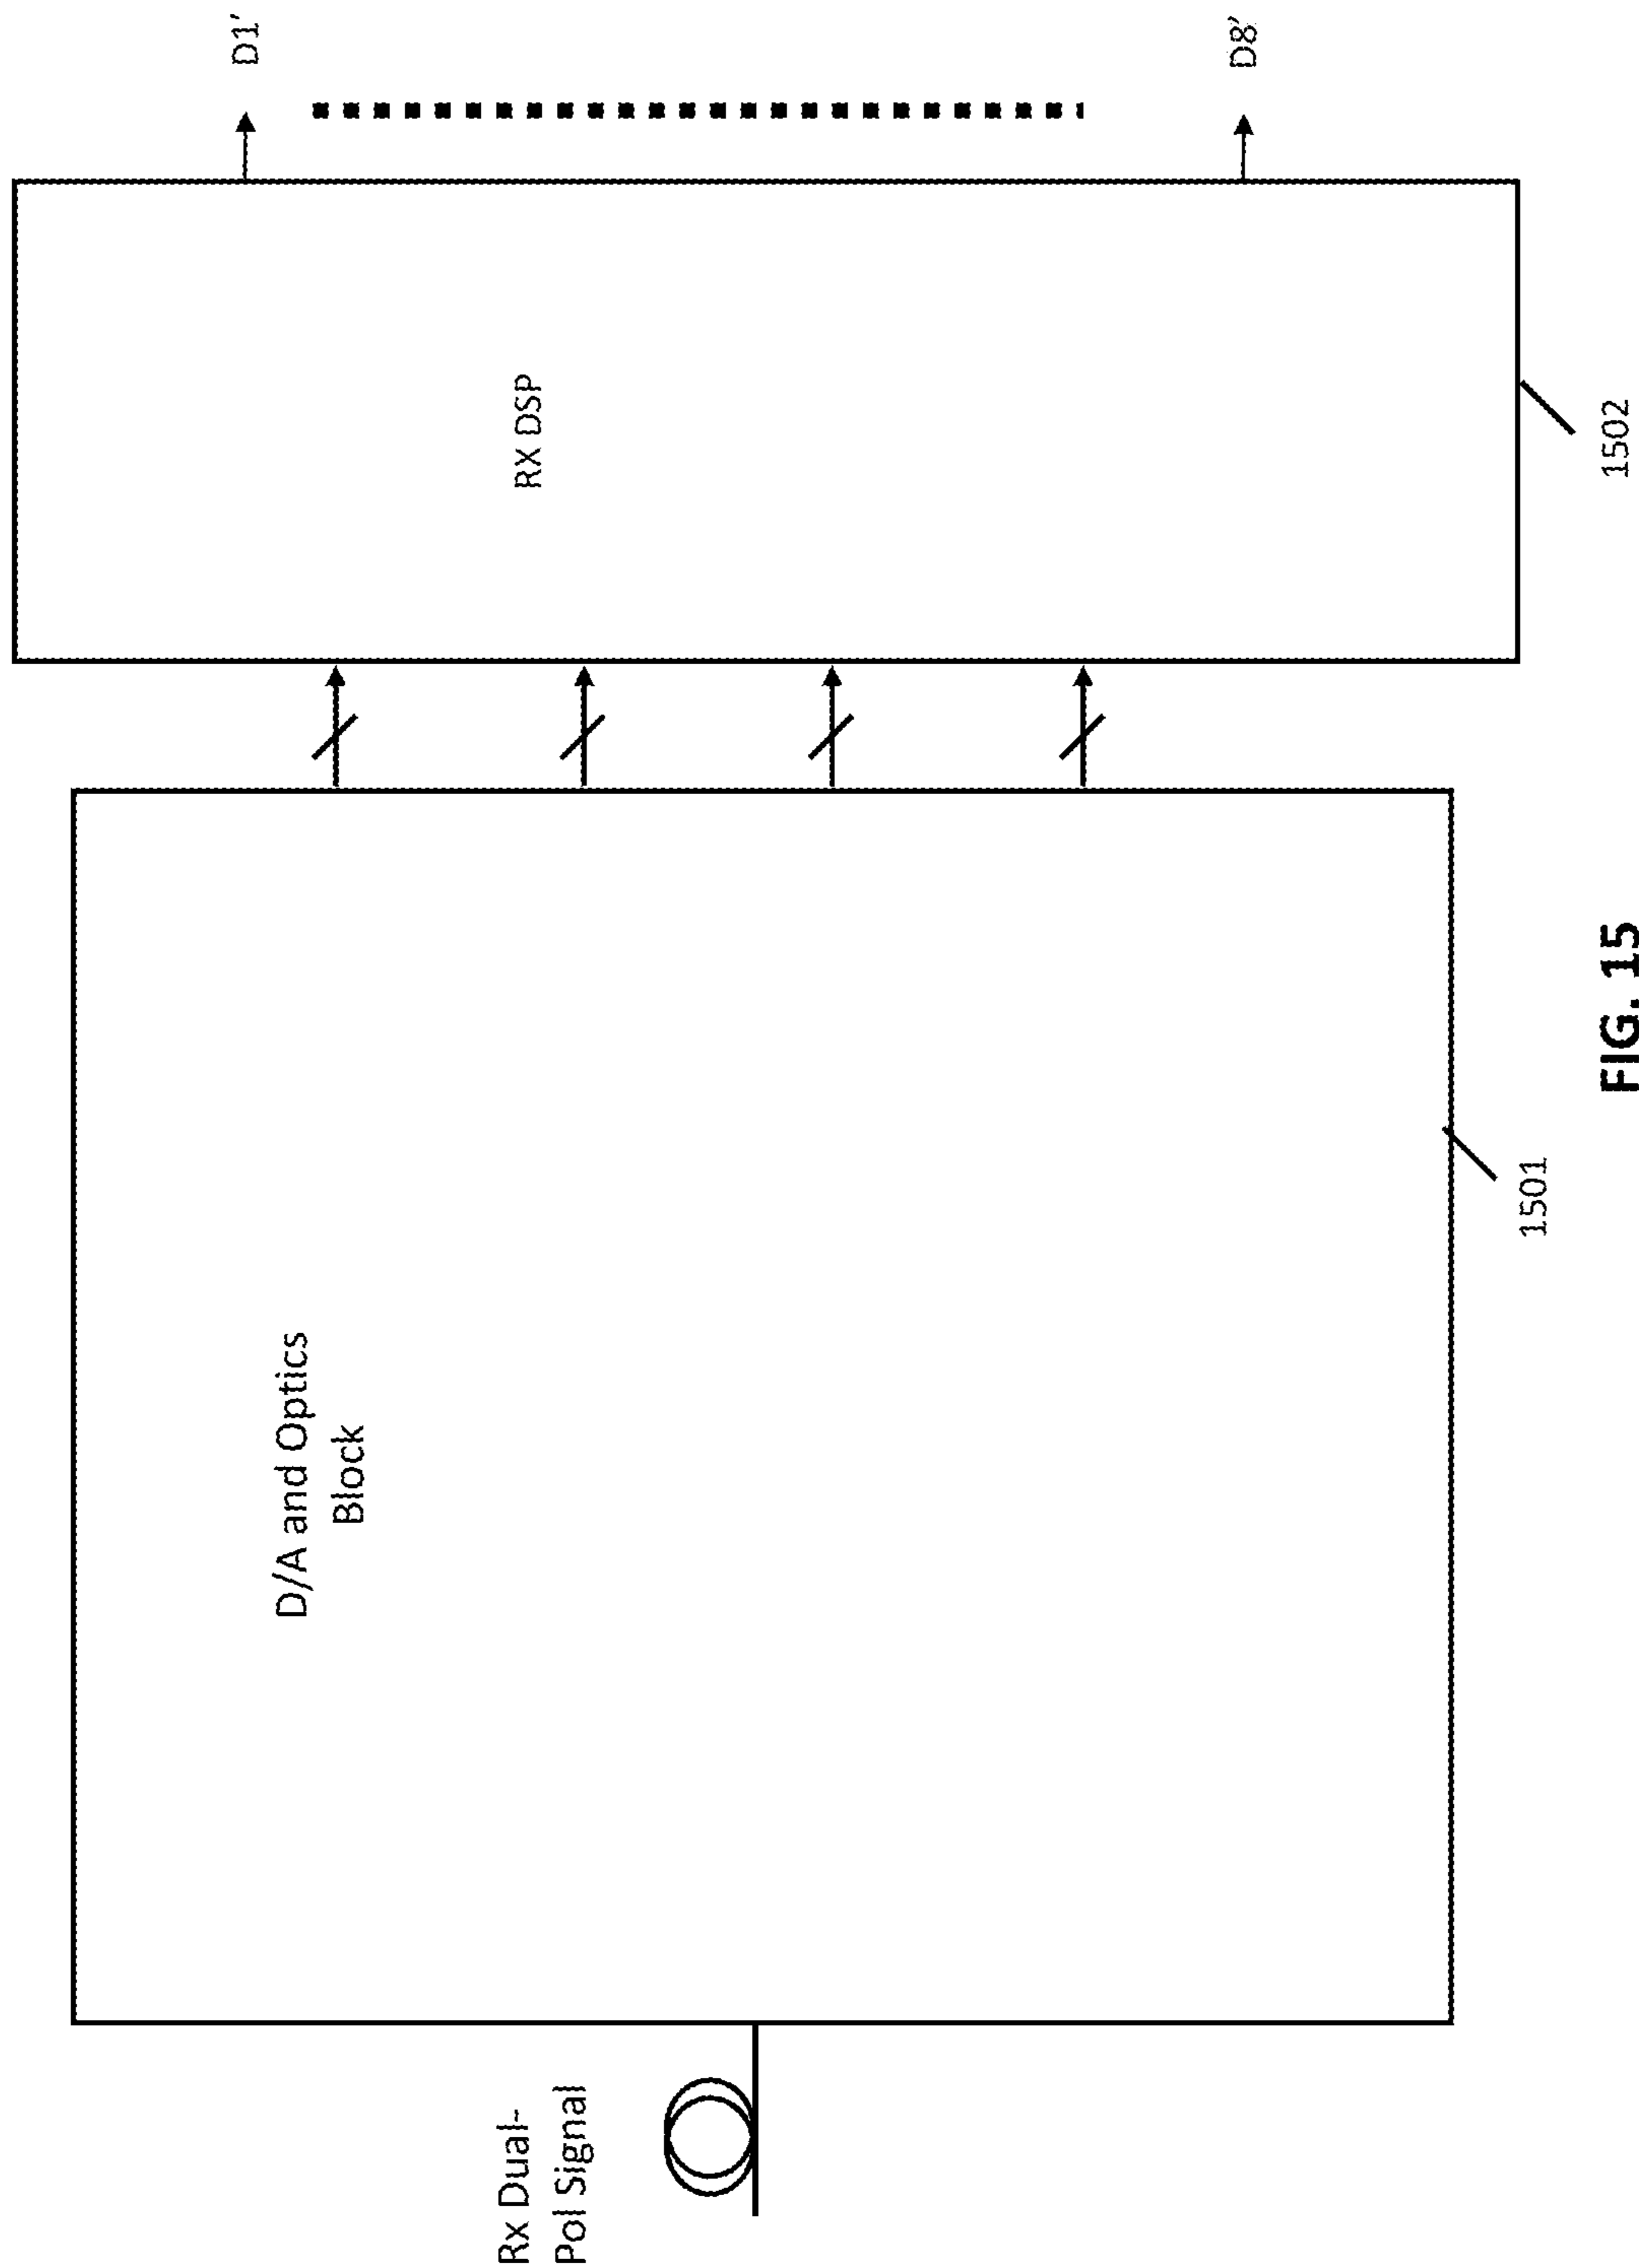 Rx Dual-
Pol Signal
D/A and Optics
Block
1501
RX DSP
1502
D1'
D8'
FIG. 15